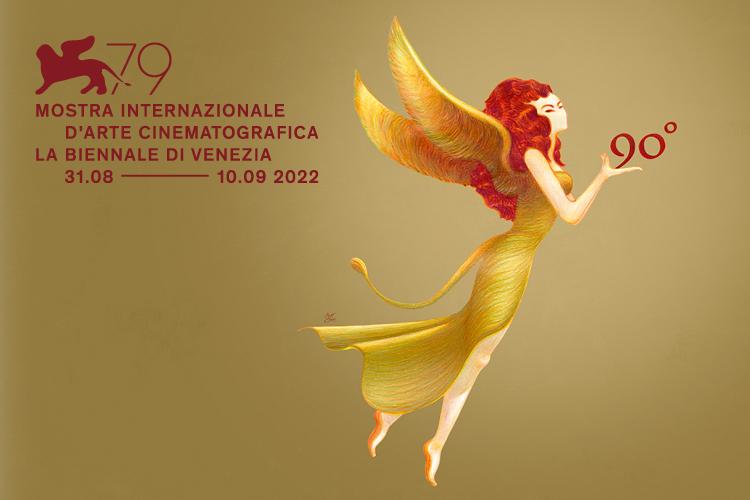 79
MOSTRA INTERNAZIONALE
D'ARTE CINEMATOGRAFICA
LA BIENNALE DI VENEZIA
31.08 10.09 2022
90°